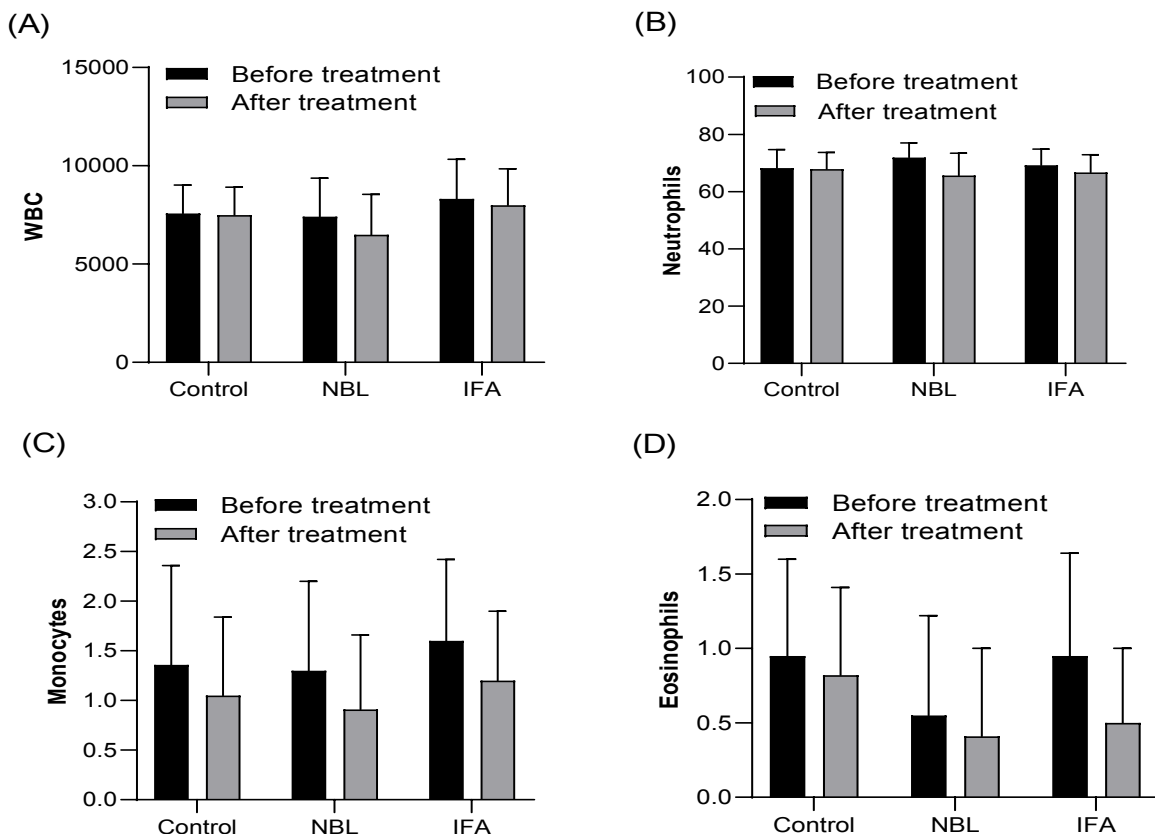 (A)
Before treatment
After treatment
15000
10000
5000
0
WBC
Control NBL IFA
(B)
Before treatment
After treatment
100
80
60
40
20
0
Neutrophils
Control NBL IFA
(C)
Before treatment
After treatment
3.0
2.5
2.0
1.5
1.0
0.5
0.0
Monocytes
Control NBL IFA
(D)
Before treatment
After treatment
2.0
1.5
1.0
0.5
0.0
Eosinophils
Control NBL IFA